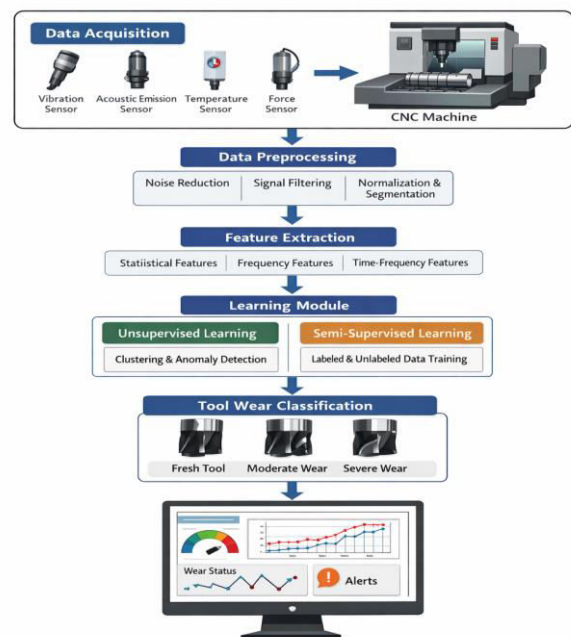 Data Acquisition
Vibration
Sensor
Acoustic Emission
Sensor
Temperature
Sensor
Force
Sensor
CNC Machine
Data Preprocessing
Noise Reduction
Signal Filtering
Normalization &
Segmentation
Feature Extraction
Statiistical Features
Frequency Features
Time-Frequency Features
Learning Module
Unsupervised Learning
Semi-Supervised Learning
Clustering & Anomaly Detection
Labeled & Unlabeled Data Training
Tool Wear Classification
Fresh Tool
Moderate Wear
Severe Wear
Wear Status
Alerts